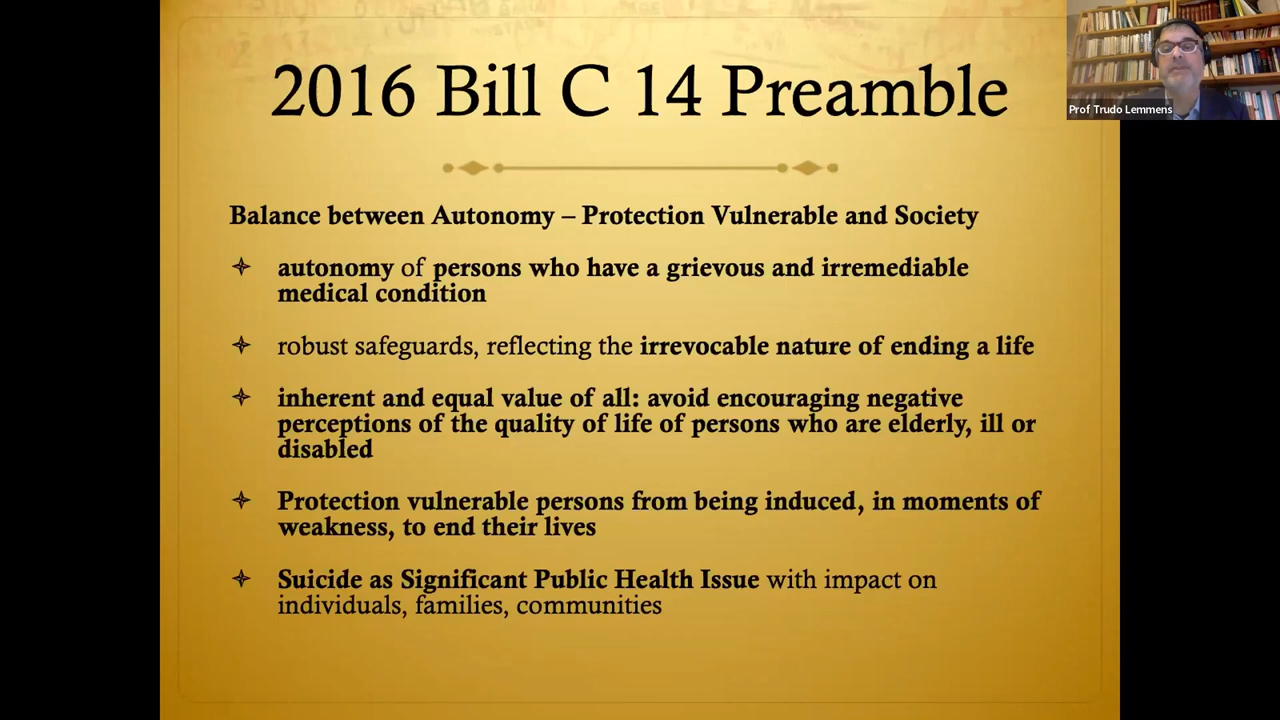 2016 Bill C 14 Preamble
Prof Trudo Lemmens
Balance between Autonomy – Protection Vulnerable and Society
autonomy of persons who have a grievous and irremediable
medical condition
robust safeguards, reflecting the irrevocable nature of ending a life
inherent and equal value of all: avoid encouraging negative
perceptions of the quality of life of persons who are elderly, ill or
disabled
Protection vulnerable persons from being induced, in moments of
weakness, to end their lives
Suicide as Significant Public Health Issue with impact on
individuals, families, communities